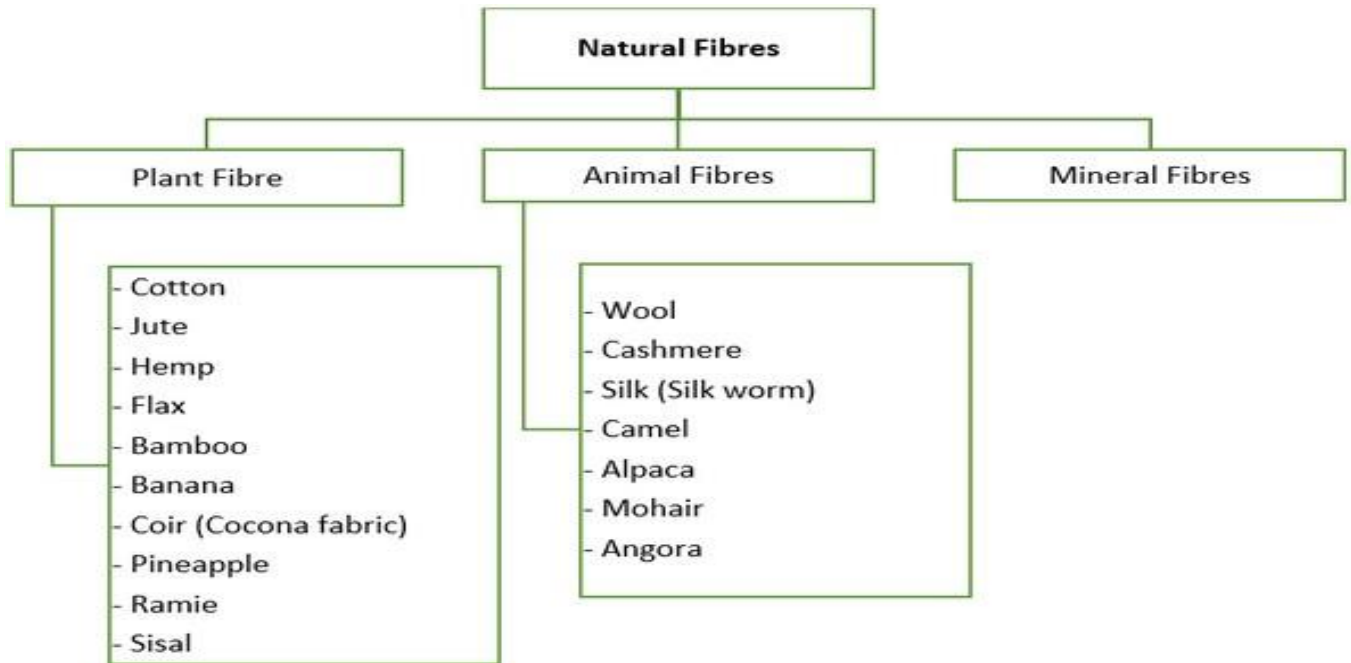 Natural Fibres
Plant Fibre
Animal Fibres
Mineral Fibres
- Cotton
- Jute
- Hemp
- Flax
- Bamboo
- Banana
- Coir (Cocona fabric)
- Pineapple
- Ramie
- Sisal
- Wool
- Cashmere
- Silk (Silk worm)
- Camel
- Alpaca
- Mohair
- Angora